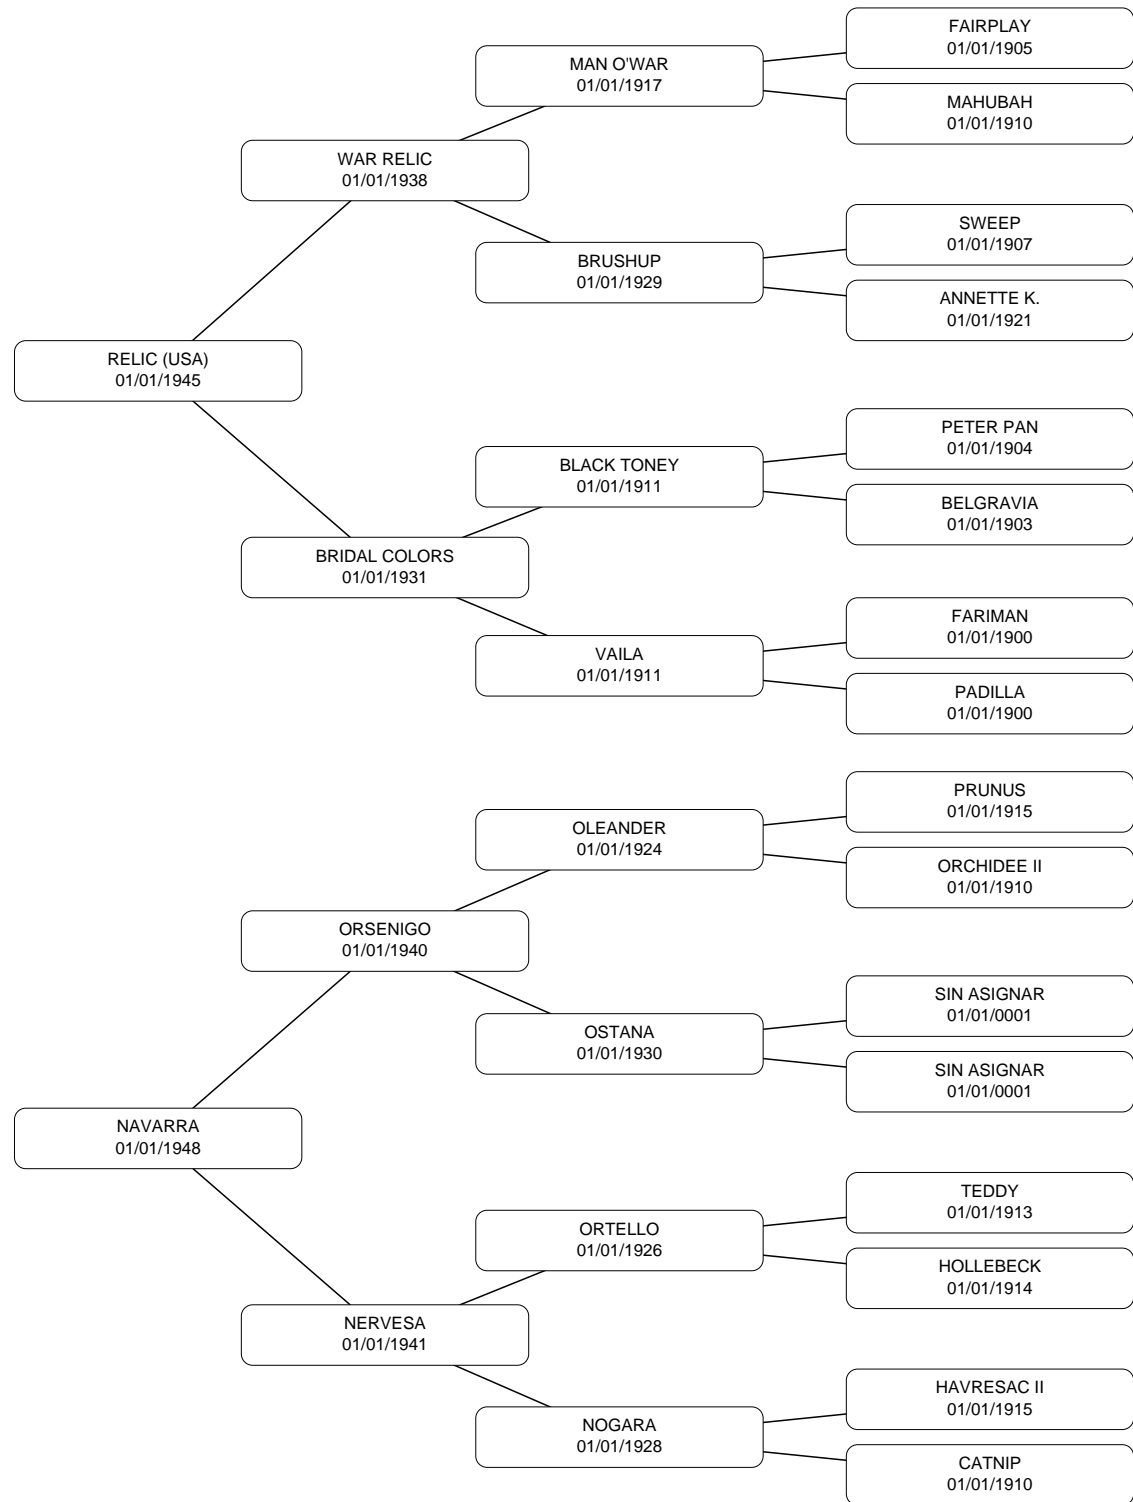 FAIRPLAY
01/01/1905
MAN O'WAR
01/01/1917
MAHUBAH
01/01/1910
WAR RELIC
01/01/1938
SWEEP
01/01/1907
BRUSHUP
01/01/1929
ANNETTE K.
01/01/1921
RELIC (USA)
01/01/1945
PETER PAN
01/01/1904
BLACK TONEY
01/01/1911
BELGRAVIA
01/01/1903
BRIDAL COLORS
01/01/1931
FARIMAN
01/01/1900
VAILA
01/01/1911
PADILLA
01/01/1900
PRUNUS
01/01/1915
OLEANDER
01/01/1924
ORCHIDEE II
01/01/1910
ORSENIGO
01/01/1940
SIN ASIGNAR
01/01/0001
OSTANA
01/01/1930
SIN ASIGNAR
01/01/0001
NAVARRA
01/01/1948
TEDDY
01/01/1913
ORTELLO
01/01/1926
HOLLEBECK
01/01/1914
NERVESA
01/01/1941
HAVRESAC II
01/01/1915
NOGARA
01/01/1928
CATNIP
01/01/1910